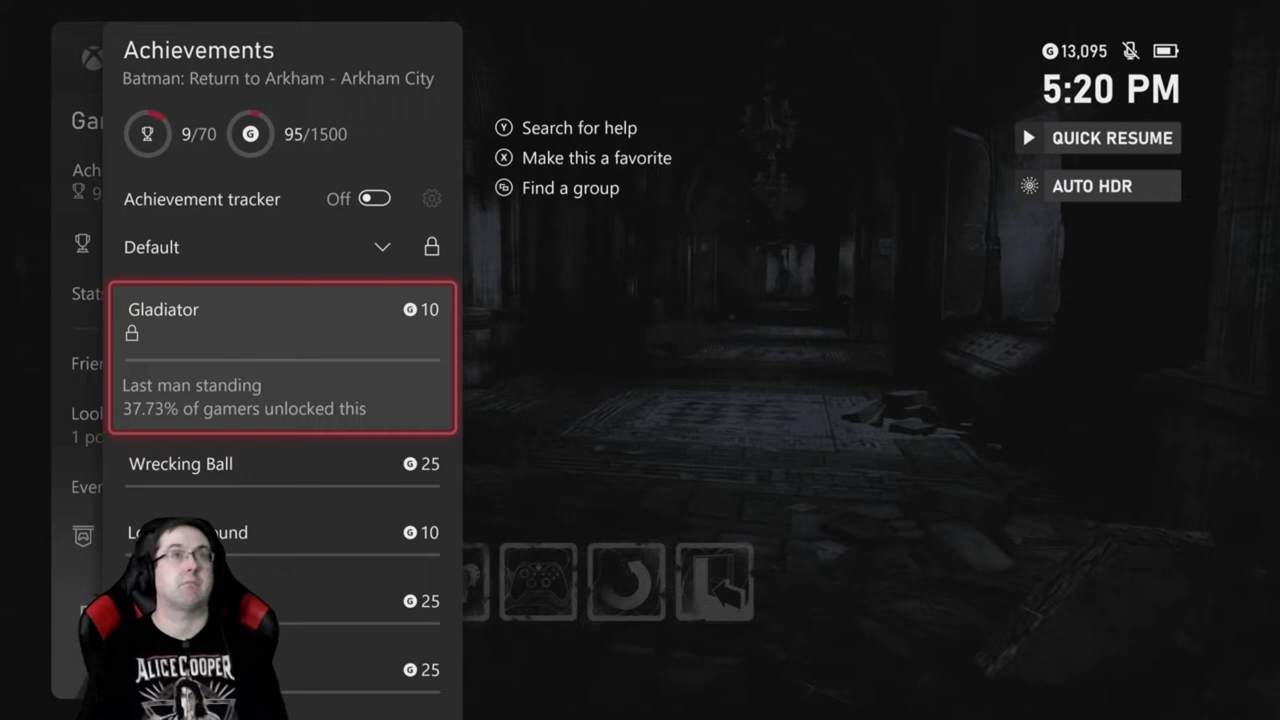 Achievements
Batman: Return to Arkham - Arkham City
9/70
G
95/1500
Achievement tracker
Off
Default
Gladiator
G 10
Last man standing
37.73% of gamers unlocked this
Wrecking Ball
G 25
G 10
G 25
G 25
Y Search for help
X Make this a favorite
Find a group
G 13,095
5:20 PM
QUICK RESUME
AUTO HDR
ALICE COOPER